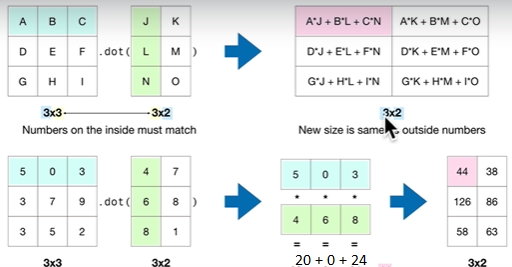 A B C J K A*J + B*L + C*N A*K + B*M + C*O
D E F .dot( L M ) D*J + E*L + F*N D*K + E*M + F*O
G H I N O G*J + H*L + I*N G*K + H*M + I*O
3x3 3x2 3x2
Numbers on the inside must match New size is same outside numbers
5 0 3 4 7 5 0 3 44 38
* * *
3 7 9 .dot( 6 8 ) 126 86
4 6 8
3 5 2 8 1 58 63
= = =
3x3 3x2 20 + 0 + 24 3x2